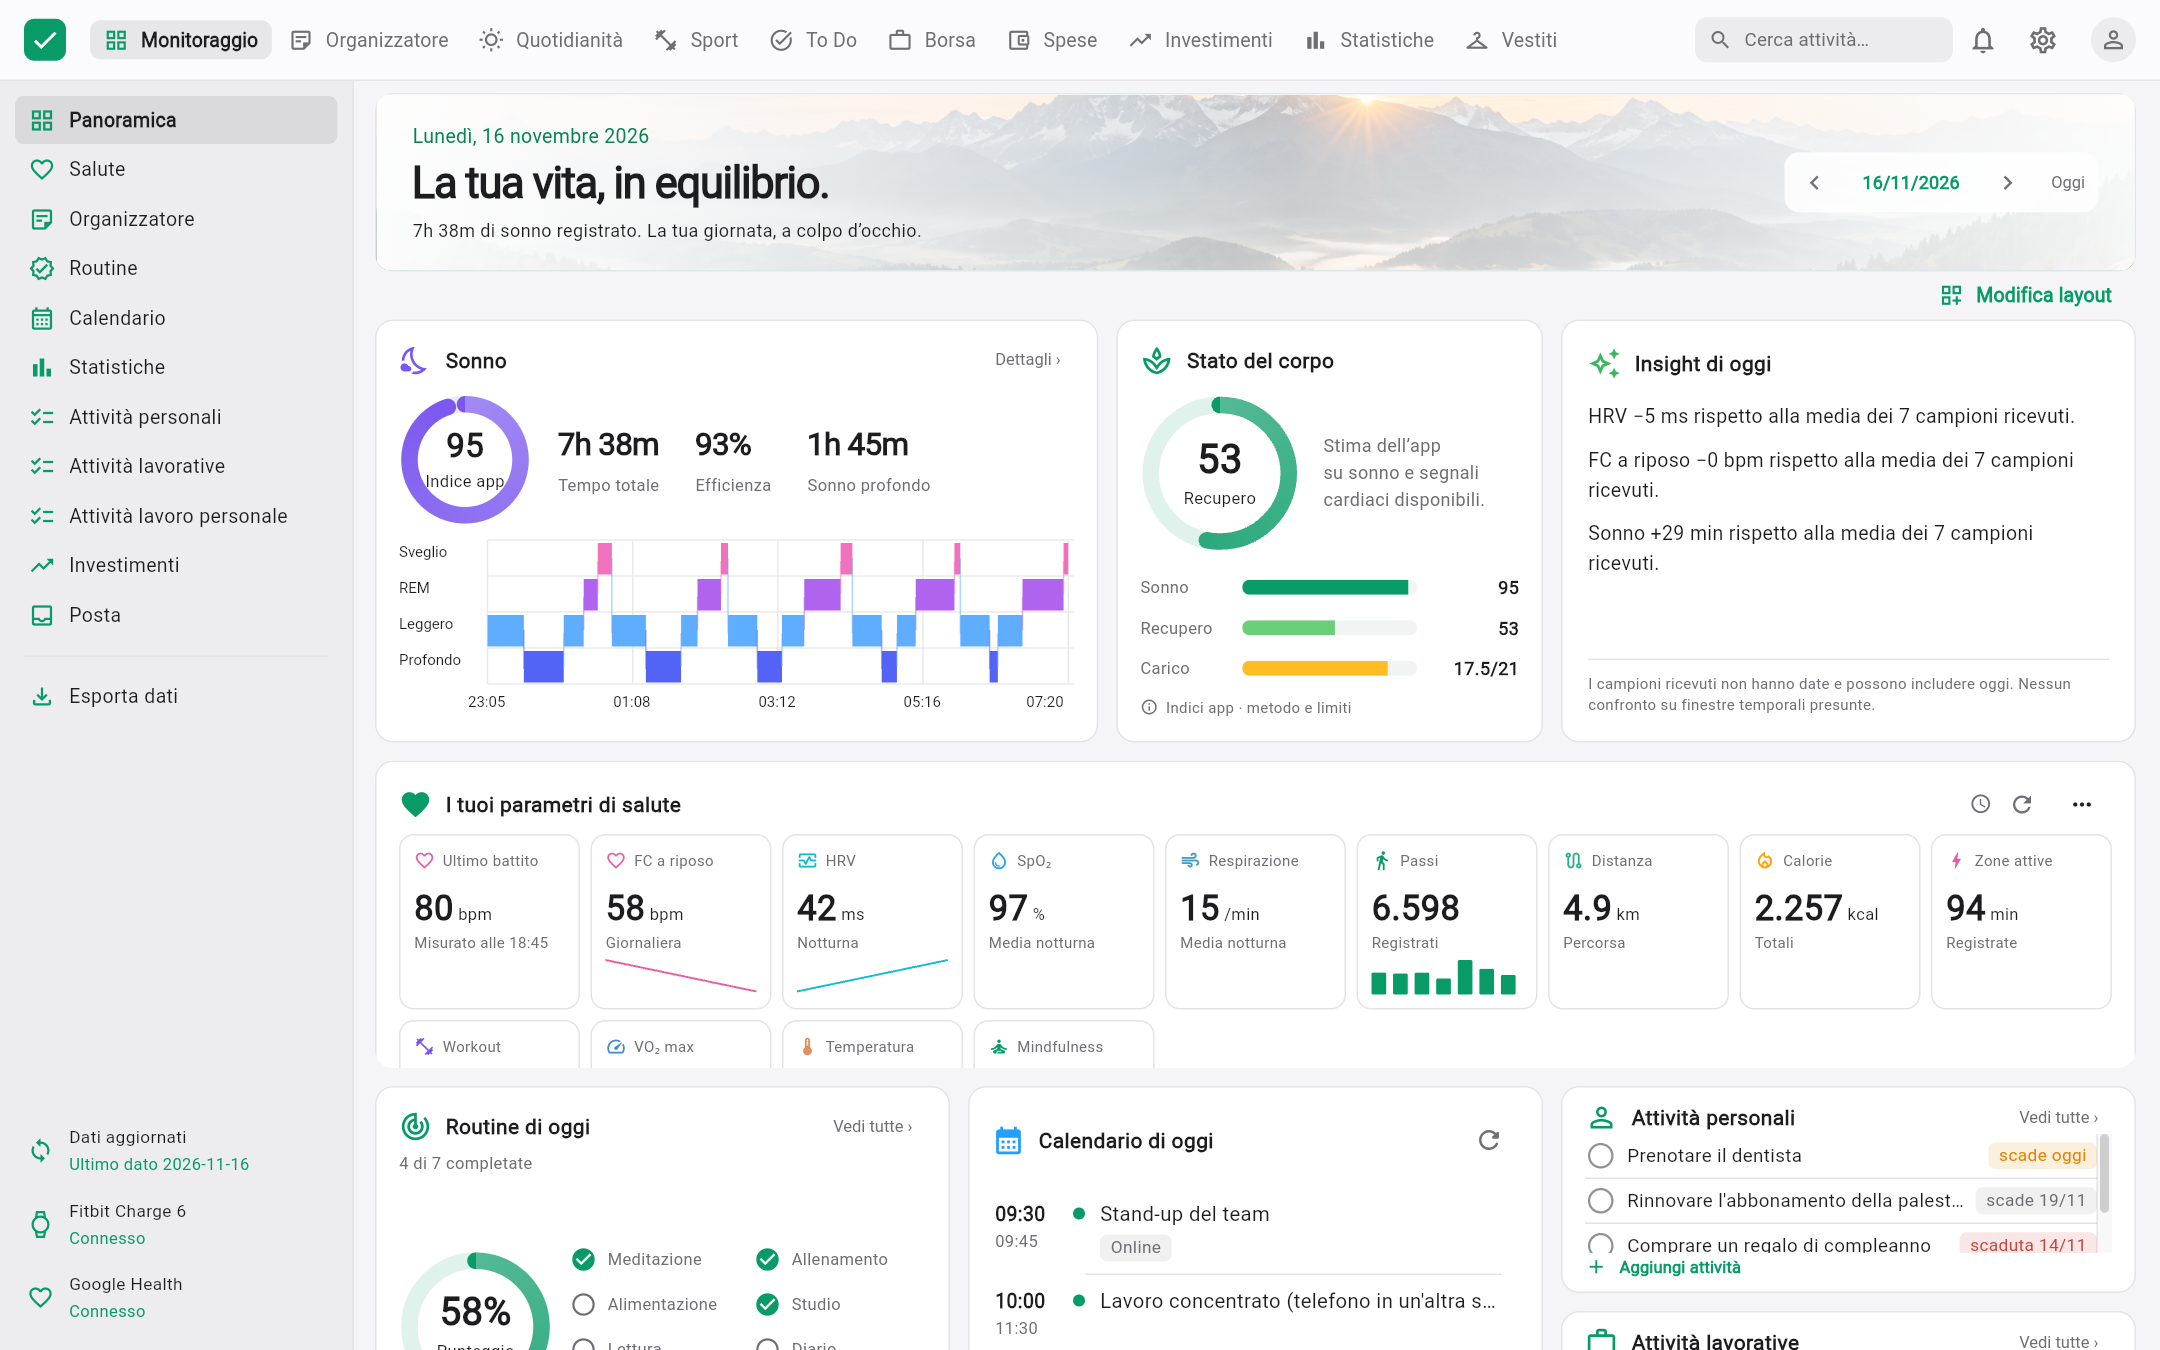 Monitoraggio
Organizzatore
Quotidianità
Sport
To Do
Borsa
Spese
Investimenti
Statistiche
Vestiti
Cerca attività...
Panoramica
Salute
Organizzatore
Routine
Calendario
Statistiche
Attività personali
Attività lavorative
Attività lavoro personale
Investimenti
Posta
Esporta dati
Dati aggiornati
Ultimo dato 2026-11-16
Fitbit Charge 6
Connesso
Google Health
Connesso
Lunedì, 16 novembre 2026
La tua vita, in equilibrio.
7h 38m di sonno registrato. La tua giornata, a colpo d’occhio.
16/11/2026
Oggi
Modifica layout
Sonno
Dettagli ›
95
Indice app
7h 38m
Tempo totale
93%
Efficienza
1h 45m
Sonno profondo
Sveglio
REM
Leggero
Profondo
23:05 01:08 03:12 05:16 07:20
Stato del corpo
53
Recupero
Stima dell’app
su sonno e segnali
cardiaci disponibili.
Sonno 95
Recupero 53
Carico 17.5/21
Indici app · metodo e limiti
Insight di oggi
HRV −5 ms rispetto alla media dei 7 campioni ricevuti.
FC a riposo −0 bpm rispetto alla media dei 7 campioni
ricevuti.
Sonno +29 min rispetto alla media dei 7 campioni
ricevuti.
I campioni ricevuti non hanno date e possono includere oggi. Nessun
confronto su finestre temporali presunte.
I tuoi parametri di salute
Ultimo battito
80 bpm
Misurato alle 18:45
FC a riposo
58 bpm
Giornaliera
HRV
42 ms
Notturna
SpO₂
97 %
Media notturna
Respirazione
15 /min
Media notturna
Passi
6.598
Registrati
Distanza
4.9 km
Percorsa
Calorie
2.257 kcal
Totali
Zone attive
94 min
Registrate
Workout
VO₂ max
Temperatura
Mindfulness
Routine di oggi
Vedi tutte ›
4 di 7 completate
58%
Punteggio
Meditazione
Allenamento
Alimentazione
Studio
Lettura
Diario
Calendario di oggi
09:30
09:45
Stand-up del team
Online
10:00
11:30
Lavoro concentrato (telefono in un'altra s...
Attività personali
Vedi tutte ›
Prenotare il dentista
scade oggi
Rinnovare l'abbonamento della palest...
scade 19/11
Comprare un regalo di compleanno
scaduta 14/11
Aggiungi attività
Attività lavorative
Vedi tutte ›